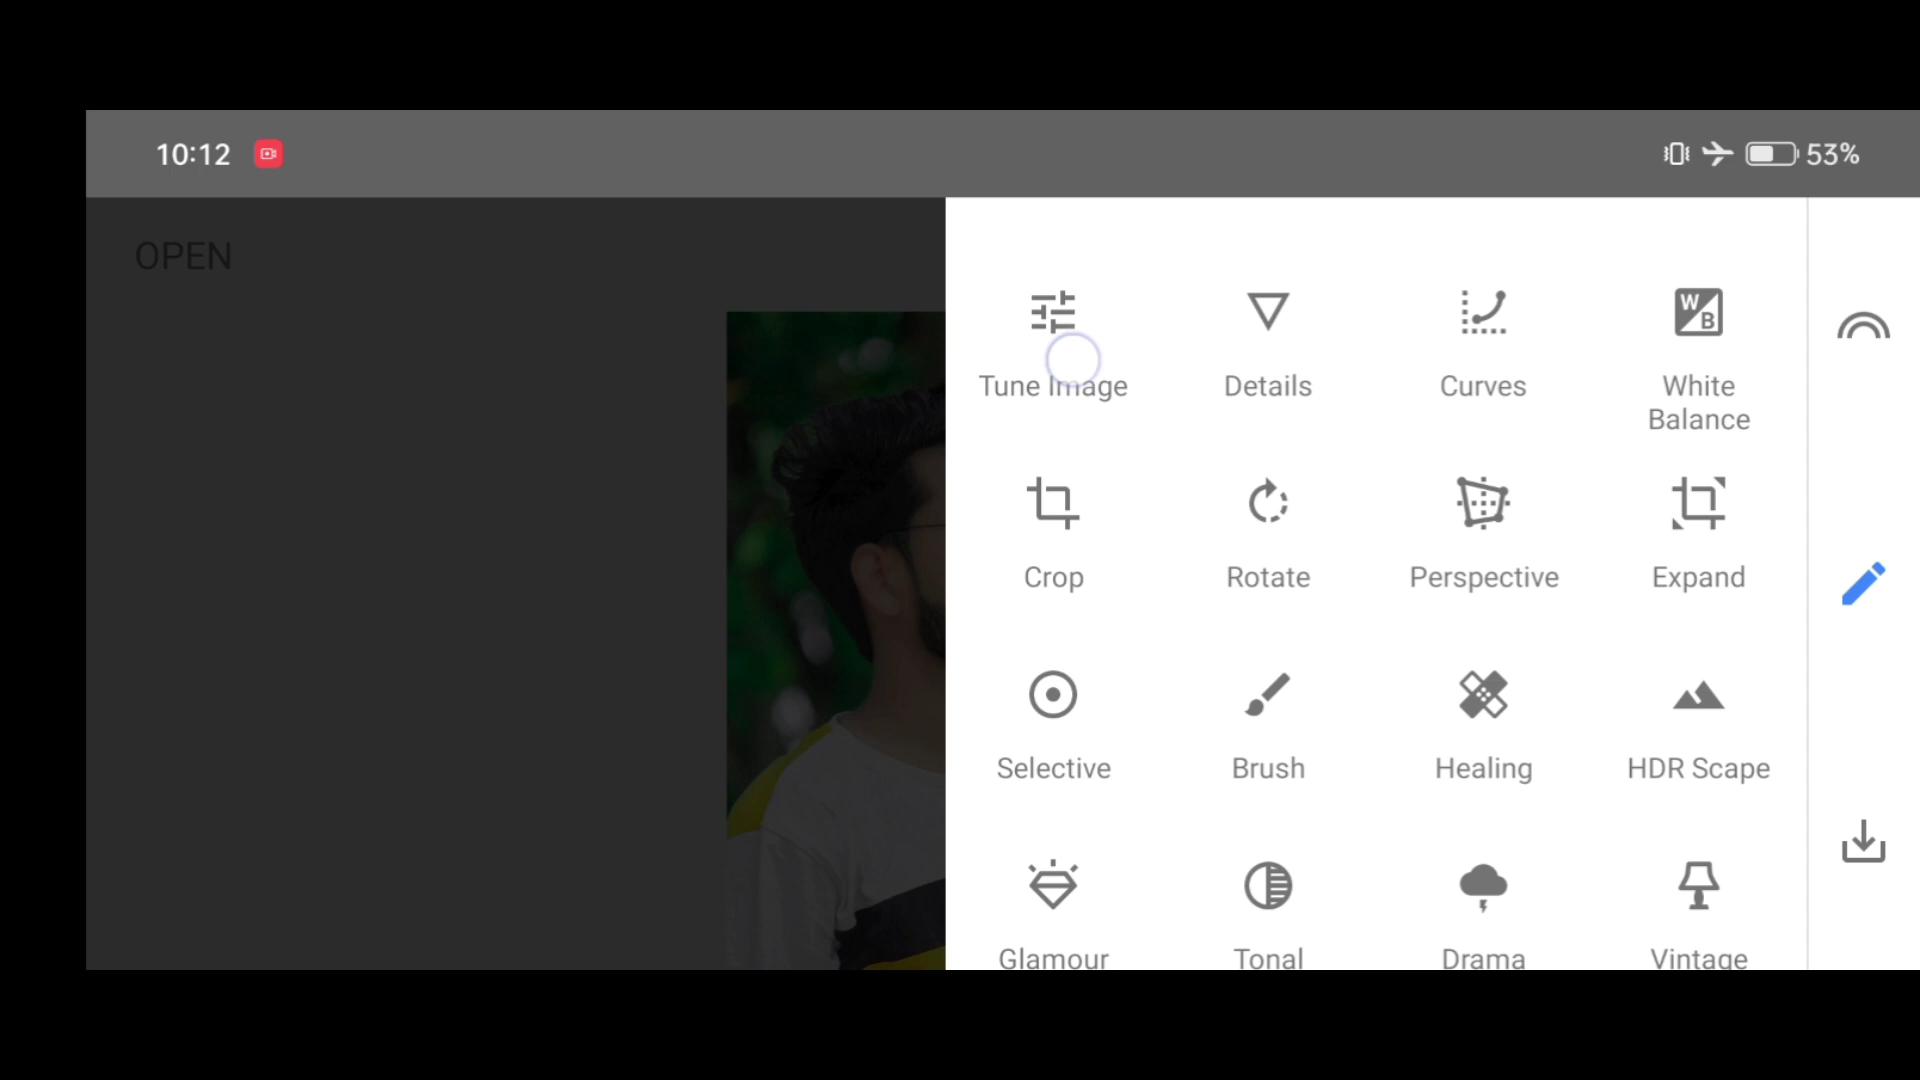 10:12
53%
OPEN
Tune Image
Details
Curves
White
Balance
W
B
Crop
Rotate
Perspective
Expand
Selective
Brush
Healing
HDR Scape
Glamour
Tonal
Drama
Vintage